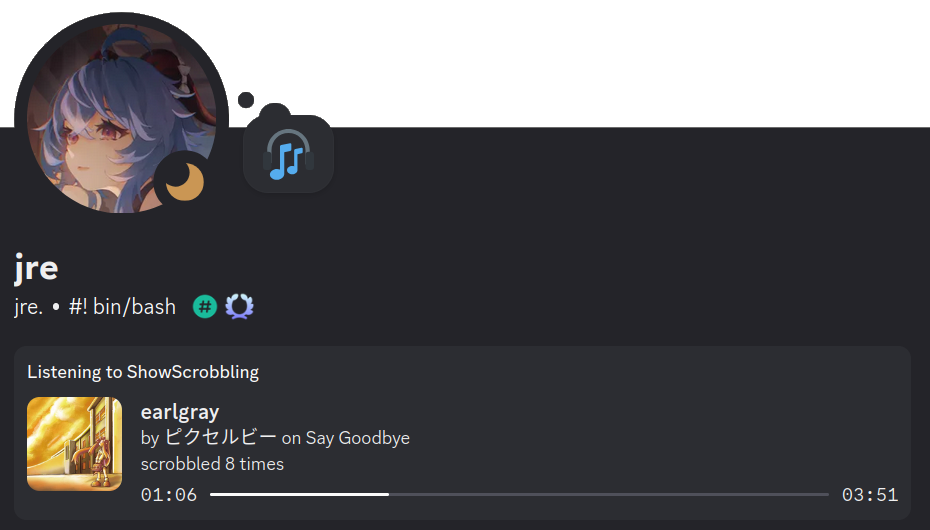 jre
jre. • #! bin/bash #
Listening to ShowScrobbling
earlgray
by ピクセルビー on Say Goodbye
scrobbled 8 times
01:06 03:51